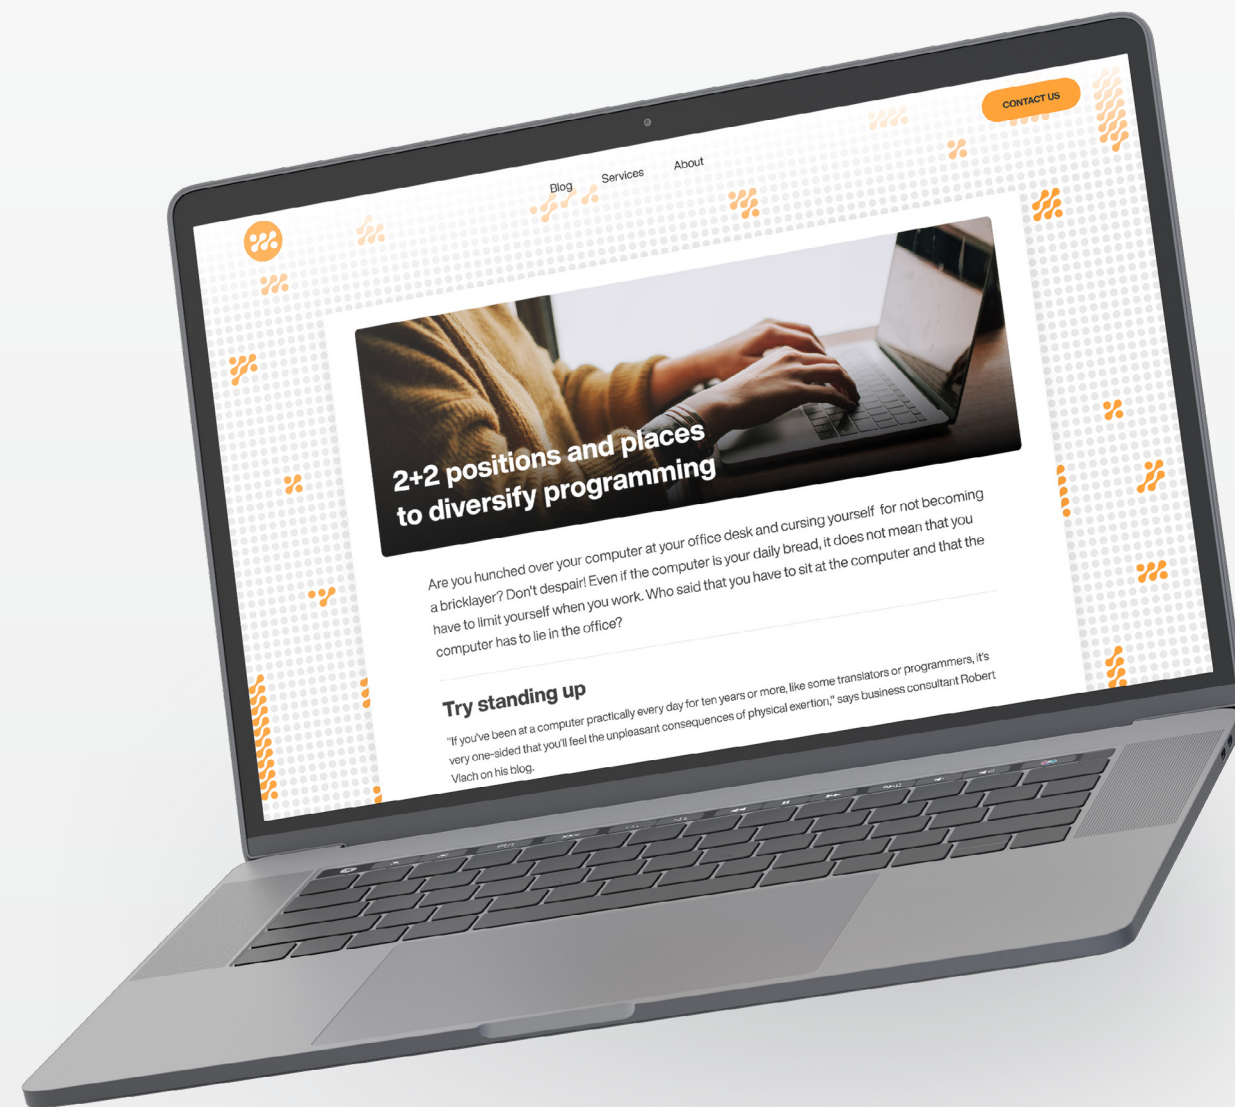 CONTACT US
Blog
Services
About
2+2 positions and places
to diversify programming
Are you hunched over your computer at your office desk and cursing yourself for not becoming
a bricklayer? Don't despair! Even if the computer is your daily bread, it does not mean that you
have to limit yourself when you work. Who said that you have to sit at the computer and that the
computer has to lie in the office?
Try standing up
"If you've been at a computer practically every day for ten years or more, like some translators or programmers, it's
very one-sided that you'll feel the unpleasant consequences of physical exertion," says business consultant Robert
Vlach on his blog.